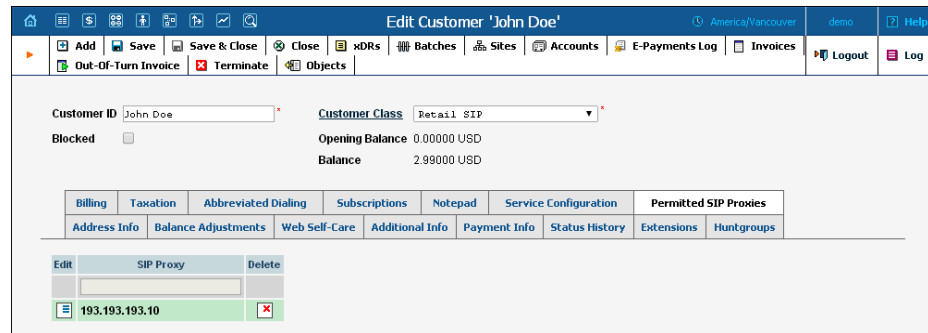 Edit Customer 'John Doe' America/Vancouver demo Help
Add Save Save & Close Close xDRs Batches Sites Accounts E-Payments Log Invoices Logout Log
Out-Of-Turn Invoice Terminate Objects
Customer ID John Doe * Customer Class Retail SIP *
Blocked Opening Balance 0.00000 USD
Balance 2.99000 USD
Billing Taxation Abbreviated Dialing Subscriptions Notepad Service Configuration Permitted SIP Proxies
Address Info Balance Adjustments Web Self-Care Additional Info Payment Info Status History Extensions Huntgroups
Edit SIP Proxy Delete
193.193.193.10